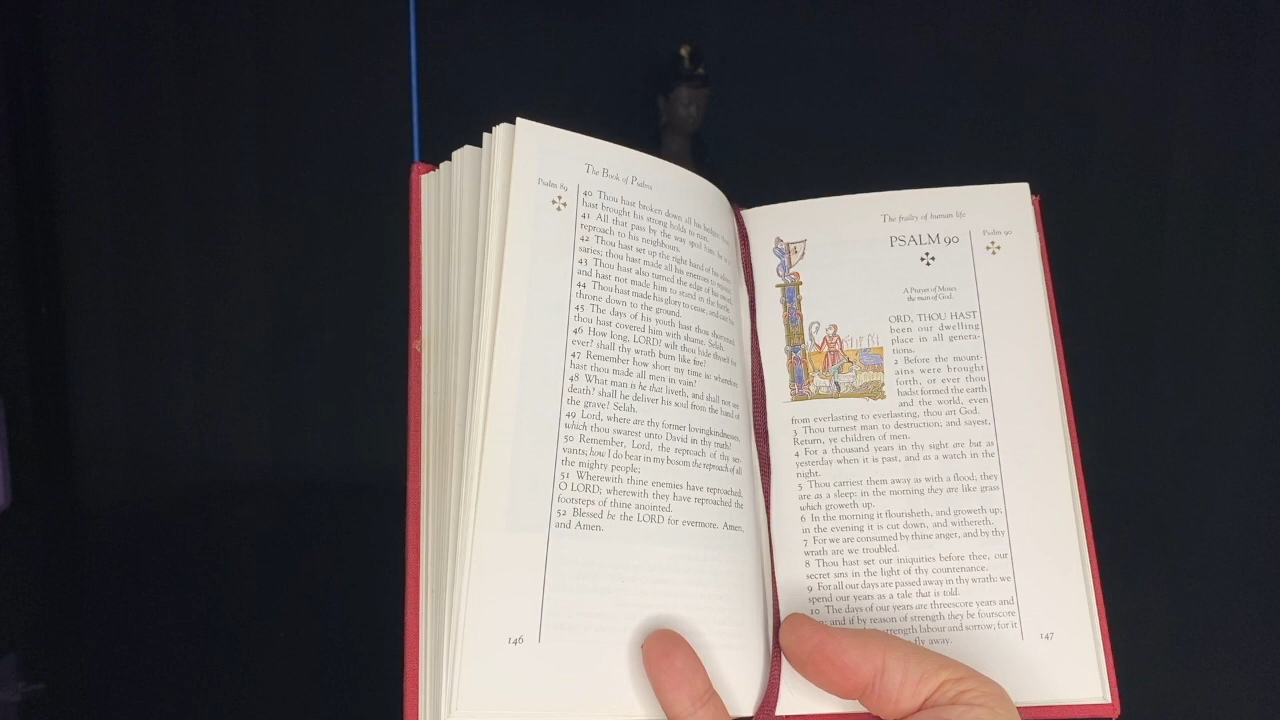 The Book of Psalms
Psalm 89
40 Thou hast broken down all his hedges; thou
hast brought his strong holds to ruin.
41 All that pass by the way spoil him: he is a
reproach to his neighbours.
42 Thou hast set up the right hand of his adver-
saries; thou hast made all his enemies to rejoice.
43 Thou hast also turned the edge of his sword,
and hast not made him to stand in the battle.
44 Thou hast made his glory to cease, and cast his
throne down to the ground.
45 The days of his youth hast thou shortened:
thou hast covered him with shame. Selah.
46 How long, LORD? wilt thou hide thyself for
ever? shall thy wrath burn like fire?
47 Remember how short my time is: wherefore
hast thou made all men in vain?
48 What man is he that liveth, and shall not see
death? shall he deliver his soul from the hand of
the grave? Selah.
49 Lord, where are thy former lovingkindnesses,
which thou swarest unto David in thy truth?
50 Remember, Lord, the reproach of thy ser-
vants; how I do bear in my bosom the reproach of all
the mighty people;
51 Wherewith thine enemies have reproached,
O LORD; wherewith they have reproached the
footsteps of thine anointed.
52 Blessed be the LORD for evermore. Amen,
and Amen.
146
The frailty of human life
PSALM 90
Psalm 90
A Prayer of Moses
the man of God.
ORD, THOU HAST
been our dwelling
place in all genera-
tions.
2 Before the mount-
ains were brought
forth, or ever thou
hadst formed the earth
and the world, even
from everlasting to everlasting, thou art God.
3 Thou turnest man to destruction; and sayest,
Return, ye children of men.
4 For a thousand years in thy sight are but as
yesterday when it is past, and as a watch in the
night.
5 Thou carriest them away as with a flood; they
are as a sleep: in the morning they are like grass
which groweth up.
6 In the morning it flourisheth, and groweth up;
in the evening it is cut down, and withereth.
7 For we are consumed by thine anger, and by thy
wrath are we troubled.
8 Thou hast set our iniquities before thee, our
secret sins in the light of thy countenance.
9 For all our days are passed away in thy wrath: we
spend our years as a tale that is told.
10 The days of our years are threescore years and
and if by reason of strength they be fourscore
strength labour and sorrow; for it
fly away.
147